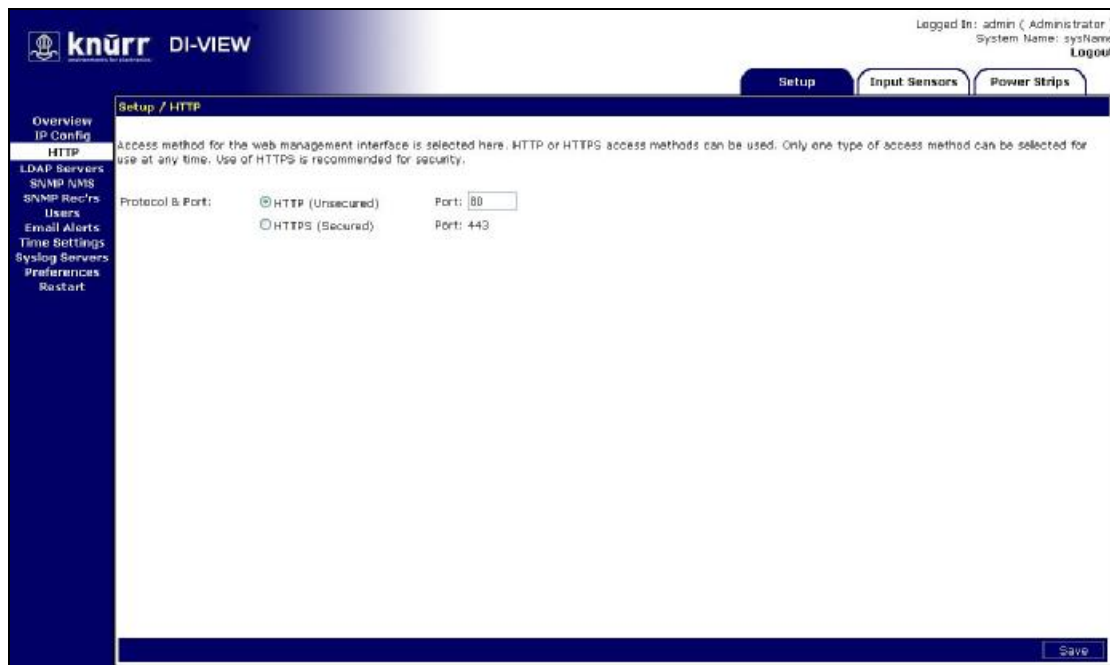 Logged In: admin ( Administrator )
System Name: sysName
Logout
knürr DI-VIEW
Setup
Input Sensors
Power Strips
Setup / HTTP
Overview
IP Config
HTTP
LDAP Servers
SNMP NMS
SNMP Rec'rs
Users
Email Alerts
Time Settings
Syslog Servers
Preferences
Restart
Access method for the web management interface is selected here. HTTP or HTTPS access methods can be used. Only one type of access method can be selected for
use at any time. Use of HTTPS is recommended for security.
Protocol & Port: HTTP (Unsecured) Port: 80
HTTPS (Secured) Port: 443
Save